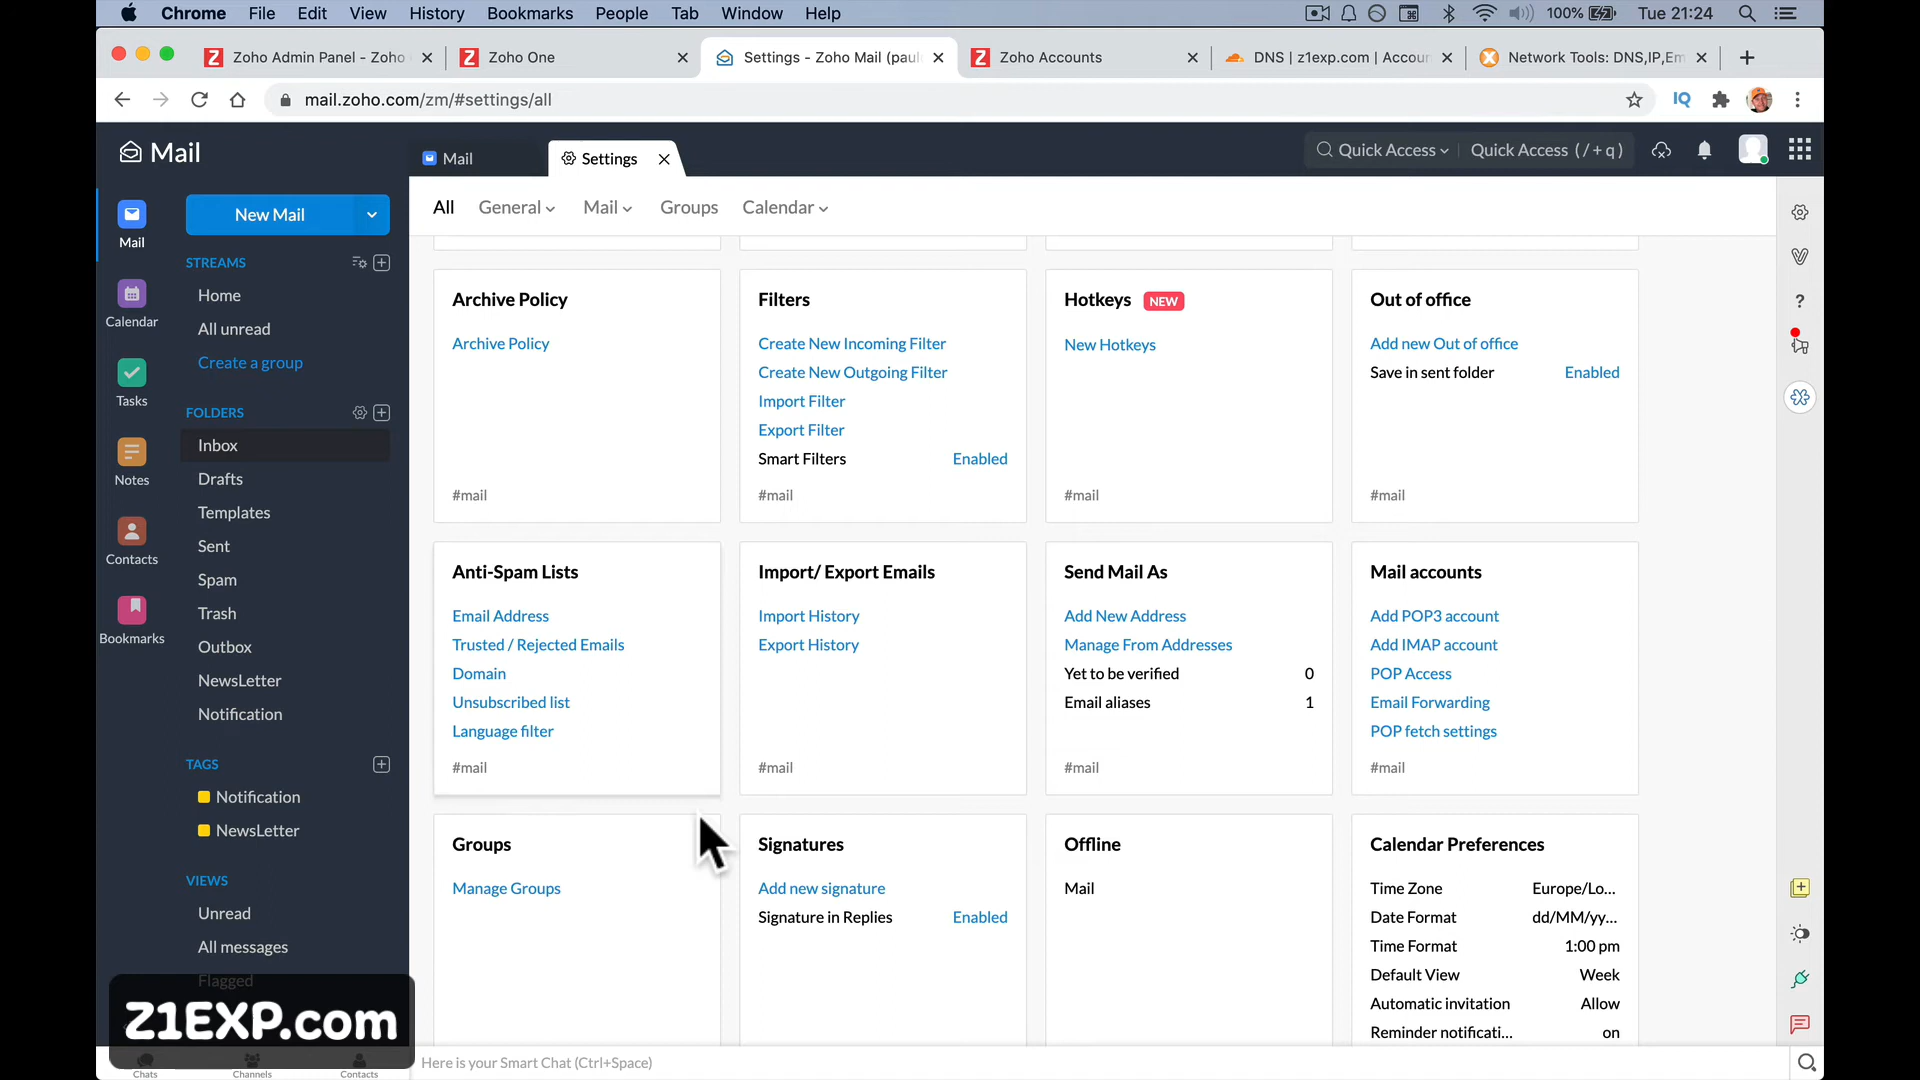 Chrome File Edit View History Bookmarks People Tab Window Help 100% Tue 21:24
Zoho Admin Panel - Zoho Zoho One Settings - Zoho Mail (paul Zoho Accounts DNS | z1exp.com | Accoun Network Tools: DNS,IP,Em
mail.zoho.com/zm/#settings/all IQ
Mail Mail Settings Quick Access Quick Access ( / + q )
All General Mail Groups Calendar
Mail
Calendar
Tasks
Notes
Contacts
Bookmarks
New Mail
STREAMS
Home
All unread
Create a group
FOLDERS
Inbox
Drafts
Templates
Sent
Spam
Trash
Outbox
NewsLetter
Notification
TAGS
Notification
NewsLetter
VIEWS
Unread
All messages
Flagged
Archive Policy
Archive Policy
#mail
Filters
Create New Incoming Filter
Create New Outgoing Filter
Import Filter
Export Filter
Smart Filters Enabled
#mail
Hotkeys NEW
New Hotkeys
#mail
Out of office
Add new Out of office
Save in sent folder Enabled
#mail
Anti-Spam Lists
Email Address
Trusted / Rejected Emails
Domain
Unsubscribed list
Language filter
#mail
Import/ Export Emails
Import History
Export History
#mail
Send Mail As
Add New Address
Manage From Addresses
Yet to be verified 0
Email aliases 1
#mail
Mail accounts
Add POP3 account
Add IMAP account
POP Access
Email Forwarding
POP fetch settings
#mail
Groups
Manage Groups
Signatures
Add new signature
Signature in Replies Enabled
Offline
Mail
Calendar Preferences
Time Zone Europe/Lo...
Date Format dd/MM/yy...
Time Format 1:00 pm
Default View Week
Automatic invitation Allow
Reminder notificati... on
Z1EXP.com
Chats Channels Contacts
Here is your Smart Chat (Ctrl+Space)